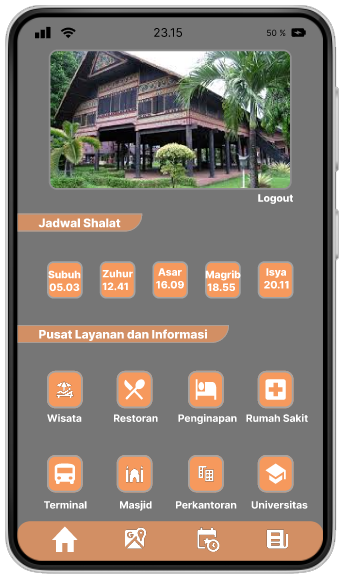 23.15
50 %
Logout
Jadwal Shalat
Subuh
05.03
Zuhur
12.41
Asar
16.09
Magrib
18.55
Isya
20.11
Pusat Layanan dan Informasi
Wisata
Restoran
Penginapan
Rumah Sakit
Terminal
Masjid
Perkantoran
Universitas